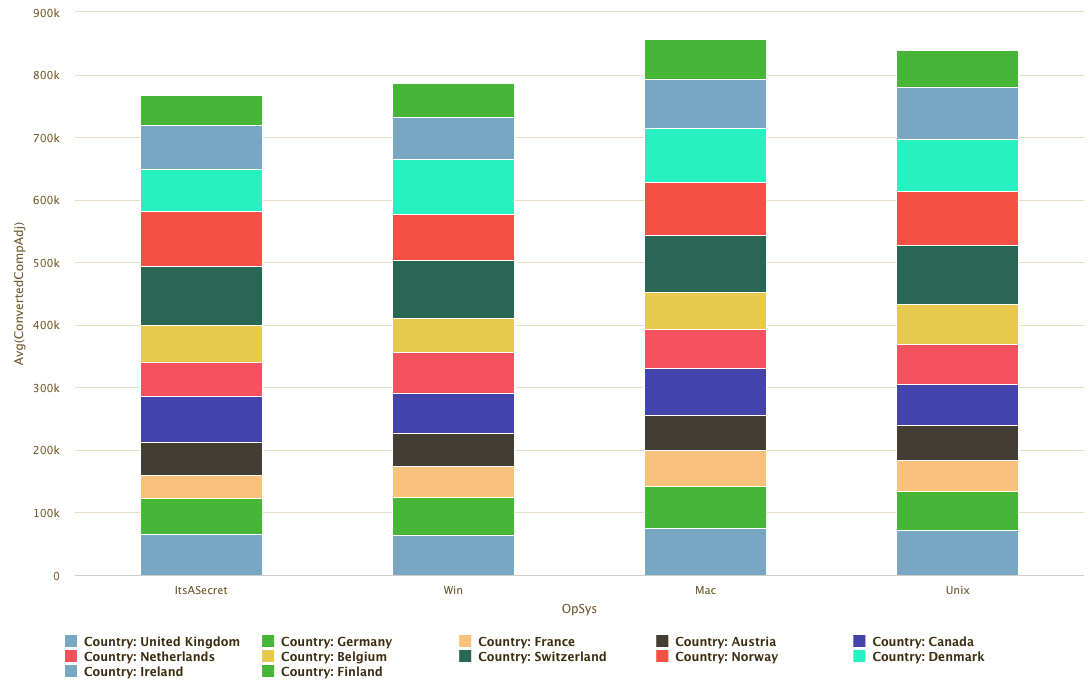 900k
800k
700k
600k
500k
400k
300k
200k
100k
0
Avg(ConvertedCompAdj)
ItsASecret Win Mac Unix
OpSys
Country: United Kingdom Country: Germany Country: France Country: Austria Country: Canada
Country: Netherlands Country: Belgium Country: Switzerland Country: Norway Country: Denmark
Country: Ireland Country: Finland